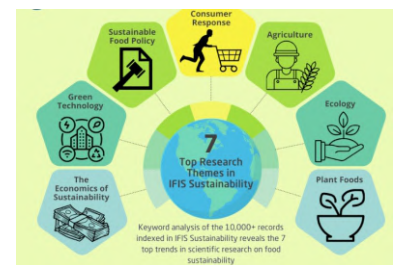 Consumer
Response
Sustainable
Food Policy
Agriculture
Green
Technology
Ecology
The
Economics of
Sustainability
Plant Foods
7
Top Research
Themes in
IFIS Sustainability
Keyword analysis of the 10,000+ records
indexed in IFIS Sustainability reveals the 7
top trends in scientific research on food
sustainability